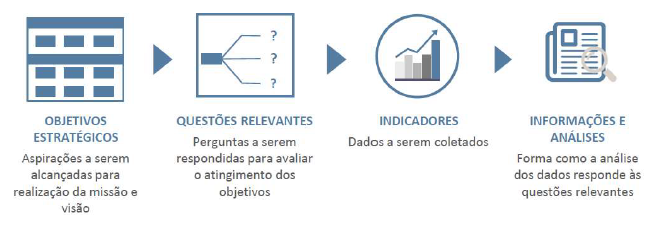 ?
?
?
OBJETIVOS
ESTRATÉGICOS
Aspirações a serem
alcançadas para
realização da missão e
visão
QUESTÕES RELEVANTES
Perguntas a serem
respondidas para avaliar
o atingimento dos
objetivos
INDICADORES
Dados a serem coletados
INFORMAÇÕES E
ANÁLISES
Forma como a análise
dos dados responde às
questões relevantes